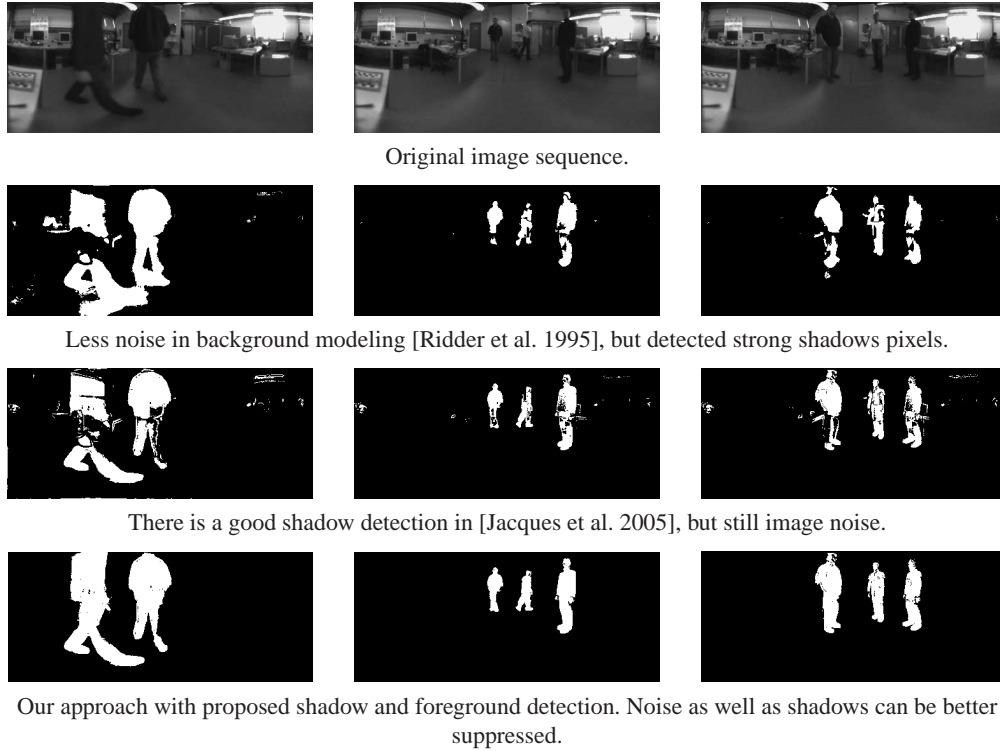 Original image sequence.
Less noise in background modeling [Ridder et al. 1995], but detected strong shadows pixels.
There is a good shadow detection in [Jacques et al. 2005], but still image noise.
Our approach with proposed shadow and foreground detection. Noise as well as shadows can be better
suppressed.